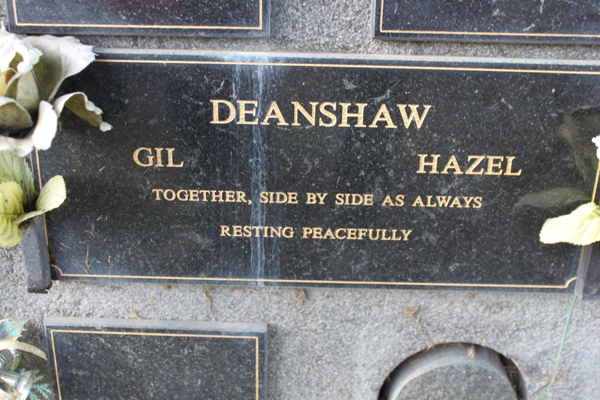 DEANSHAW
GIL HAZEL
TOGETHER, SIDE BY SIDE AS ALWAYS
RESTING PEACEFULLY